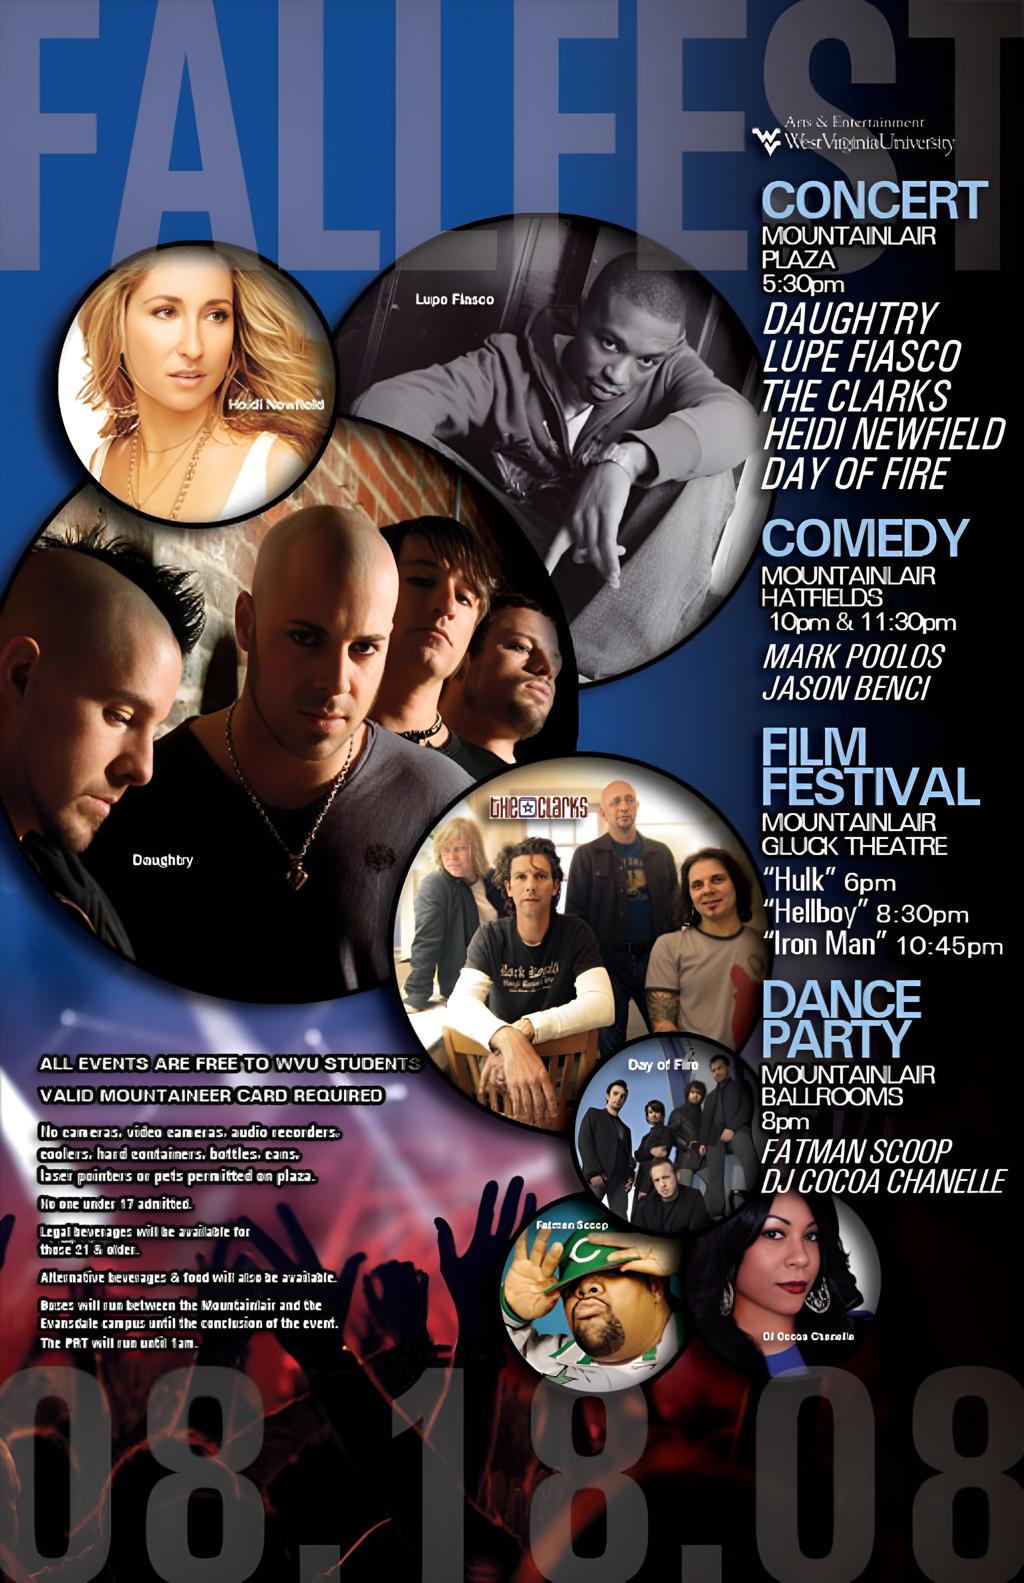 FALLFEST
Arts & Entertainment
WestVirginiaUniversity
CONCERT
MOUNTAINLAIR
PLAZA
5:30pm
DAUGHTRY
LUPE FIASCO
THE CLARKS
HEIDI NEWFIELD
DAY OF FIRE
COMEDY
MOUNTAINLAIR
HATFIELDS
10pm & 11:30pm
MARK POOLOS
JASON BENCI
FILM
FESTIVAL
MOUNTAINLAIR
GLUCK THEATRE
"Hulk" 6pm
"Hellboy" 8:30pm
"Iron Man" 10:45pm
DANCE
PARTY
MOUNTAINLAIR
BALLROOMS
8pm
FATMAN SCOOP
DJ COCOA CHANELLE
Lupe Fiasco
Heidi Newfield
Daughtry
THE CLARKS
Day of Fire
Fatman Scoop
DJ Cocoa Chanelle
ALL EVENTS ARE FREE TO WVU STUDENTS
VALID MOUNTAINEER CARD REQUIRED
No cameras, video cameras, audio recorders,
coolers, hard containers, bottles, cans,
laser pointers or pets permitted on plaza.
No one under 17 admitted.
Legal beverages will be available for
those 21 & older.
Alternative beverages & food will also be available.
Buses will run between the Mountainlair and the
Evansdale campus until the conclusion of the event.
The PRT will run until 1am.
08.18.08